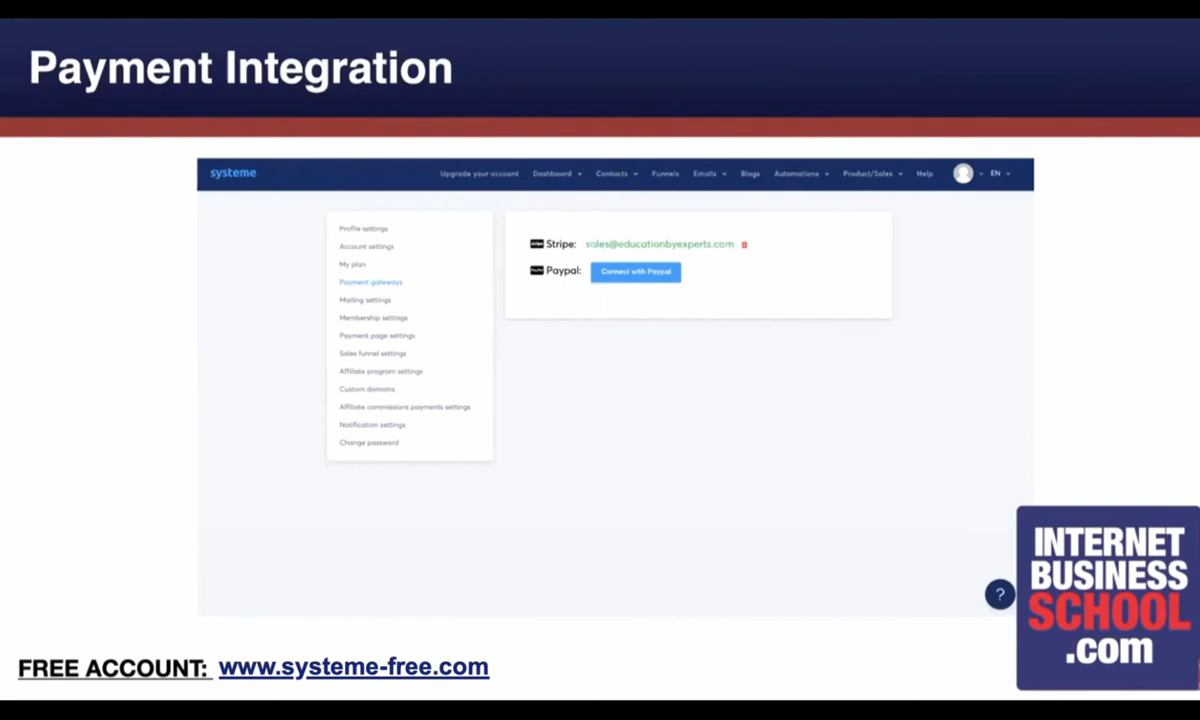 Payment Integration
systeme
Upgrade your account Dashboard Contacts Funnels Emails Blogs Automations Product/Sales Help EN
Profile settings
Account settings
My plan
Payment gateways
Mailing settings
Membership settings
Payment page settings
Sales funnel settings
Affiliate program settings
Custom domains
Affiliate commissions payments settings
Notification settings
Change password
Stripe: sales@educationbyexperts.com
Paypal: Connect with Paypal
?
INTERNET
BUSINESS
SCHOOL
.com
FREE ACCOUNT: www.systeme-free.com